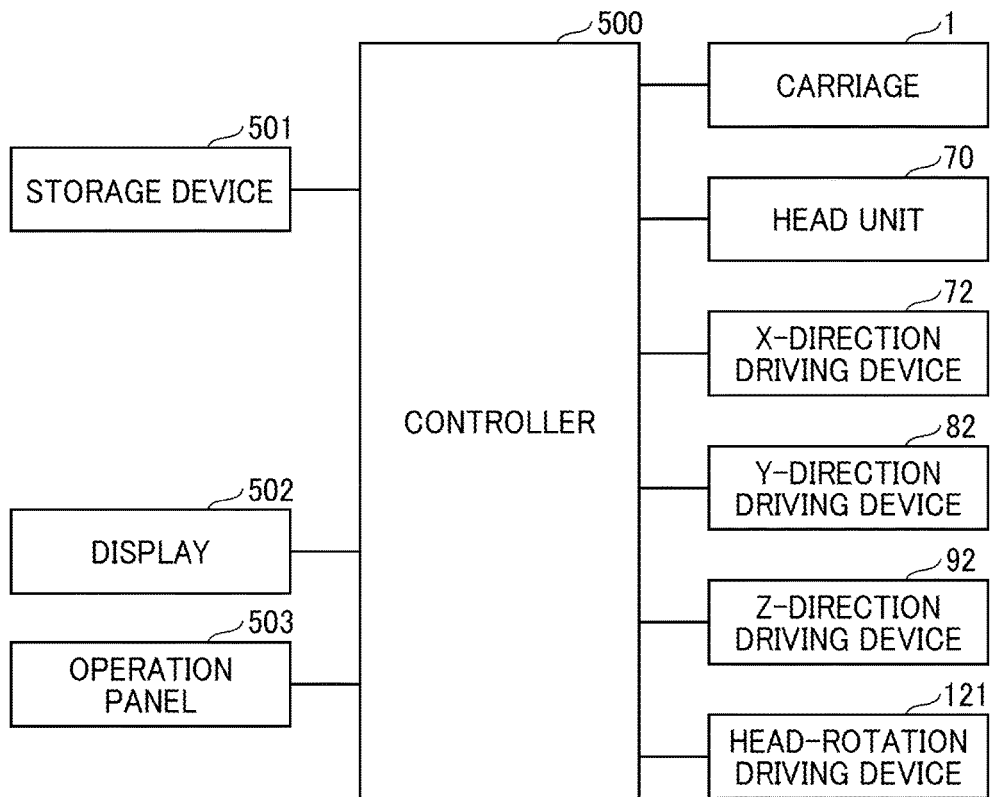 500
CONTROLLER
501
STORAGE DEVICE
502
DISPLAY
503
OPERATION
PANEL
1
CARRIAGE
70
HEAD UNIT
72
X-DIRECTION
DRIVING DEVICE
82
Y-DIRECTION
DRIVING DEVICE
92
Z-DIRECTION
DRIVING DEVICE
121
HEAD-ROTATION
DRIVING DEVICE